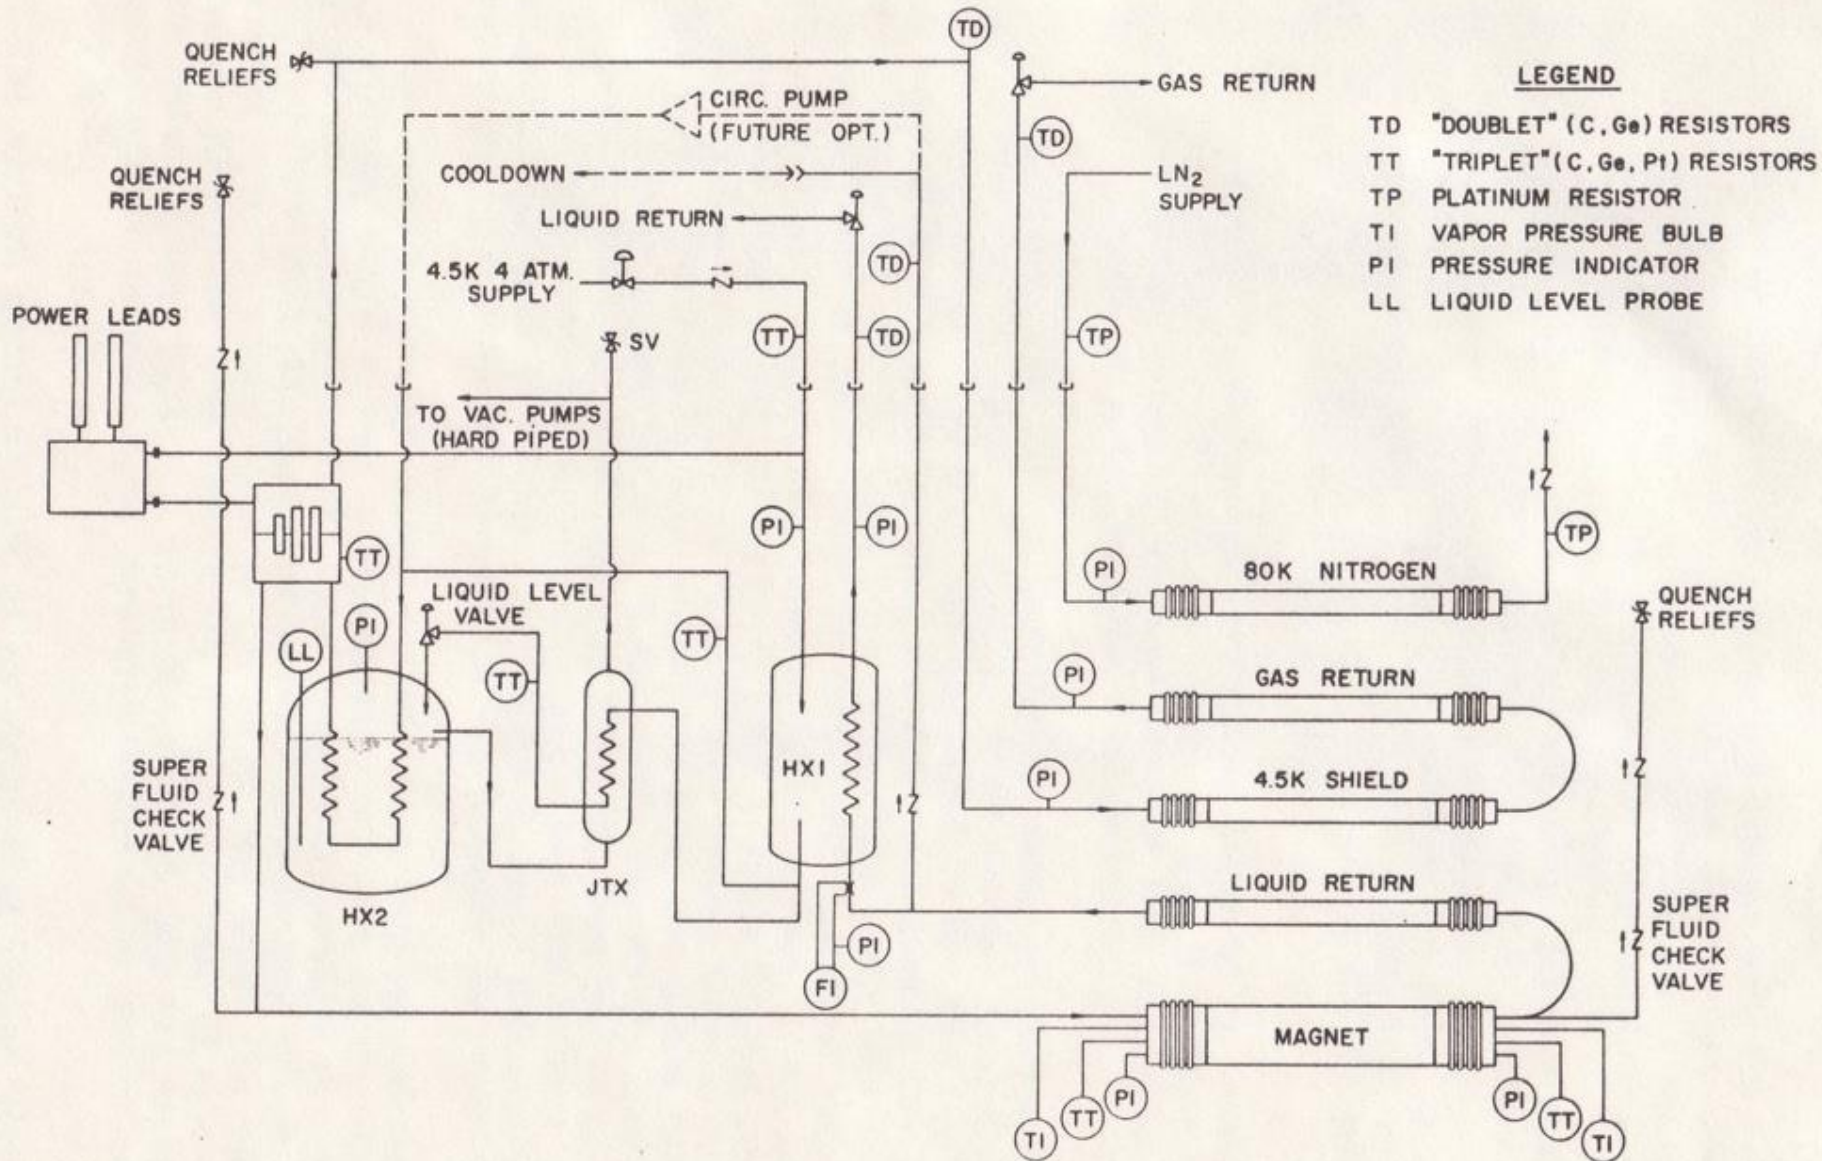 TD
QUENCH
RELIEFS
GAS RETURN
CIRC. PUMP
(FUTURE OPT.)
TD
QUENCH
RELIEFS
COOLDOWN
LN2
SUPPLY
LIQUID RETURN
TD
4.5K 4 ATM.
SUPPLY
POWER LEADS
SV
TT
TD
TP
TO VAC. PUMPS
(HARD PIPED)
PI
PI
TT
TP
LEGEND
TD "DOUBLET" (C,Ge) RESISTORS
TT "TRIPLET" (C,Ge,Pt) RESISTORS
TP PLATINUM RESISTOR
TI VAPOR PRESSURE BULB
PI PRESSURE INDICATOR
LL LIQUID LEVEL PROBE
LIQUID LEVEL
VALVE
PI
LL
TT
TT
PI
80K NITROGEN
QUENCH
RELIEFS
PI
GAS RETURN
HX1
PI
4.5K SHIELD
SUPER
FLUID
CHECK
VALVE
JTX
HX2
LIQUID RETURN
PI
FI
SUPER
FLUID
CHECK
VALVE
MAGNET
PI
TT
TI
PI
TT
TI